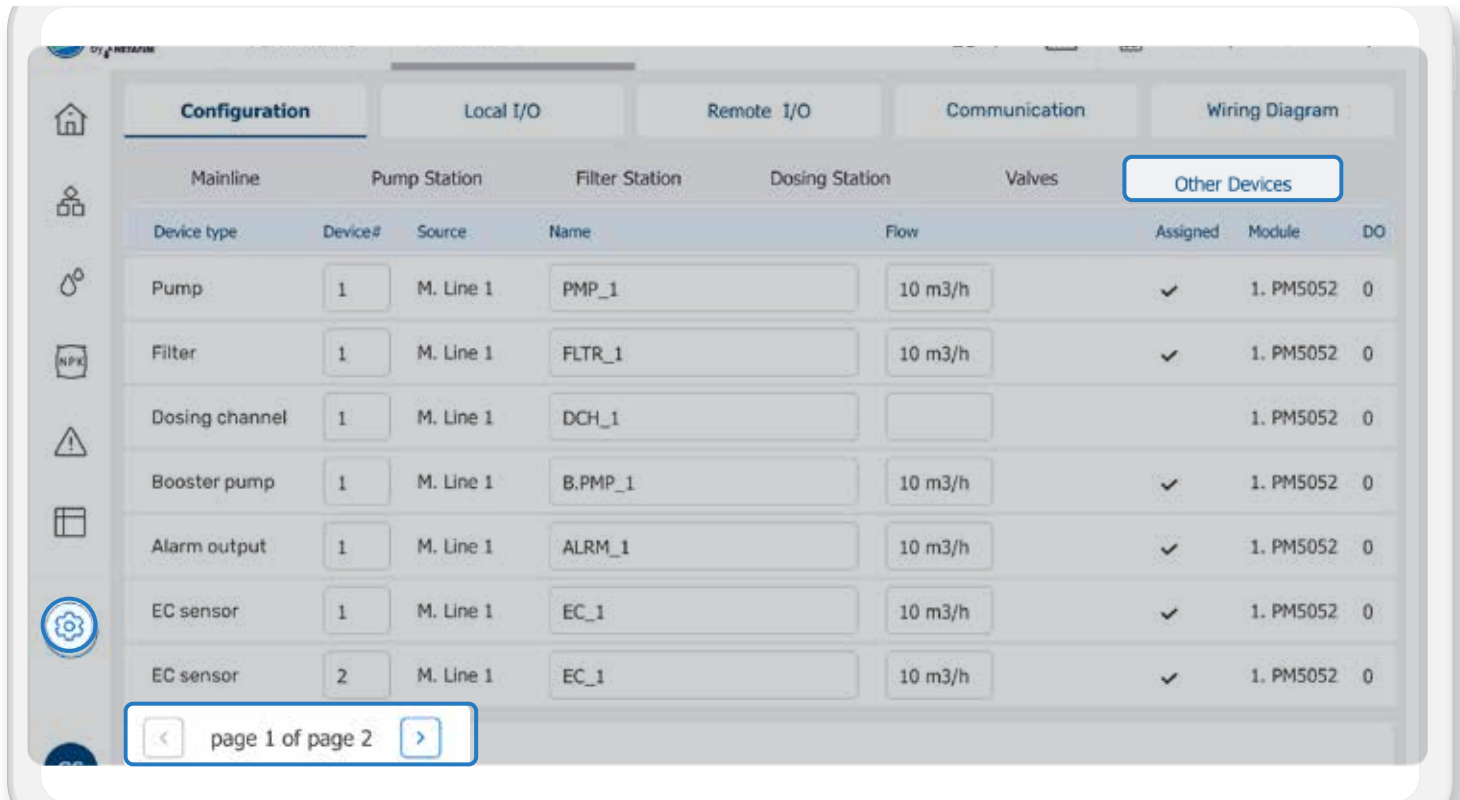 by NETAFIM
Configuration Local I/O Remote I/O Communication Wiring Diagram
Mainline Pump Station Filter Station Dosing Station Valves Other Devices
Device type Device# Source Name Flow Assigned Module DO
Pump 1 M. Line 1 PMP_1 10 m3/h ✓ 1. PM5052 0
Filter 1 M. Line 1 FLTR_1 10 m3/h ✓ 1. PM5052 0
NPK
Dosing channel 1 M. Line 1 DCH_1 1. PM5052 0
Booster pump 1 M. Line 1 B.PMP_1 10 m3/h ✓ 1. PM5052 0
Alarm output 1 M. Line 1 ALRM_1 10 m3/h ✓ 1. PM5052 0
EC sensor 1 M. Line 1 EC_1 10 m3/h ✓ 1. PM5052 0
EC sensor 2 M. Line 1 EC_1 10 m3/h ✓ 1. PM5052 0
< page 1 of page 2 >